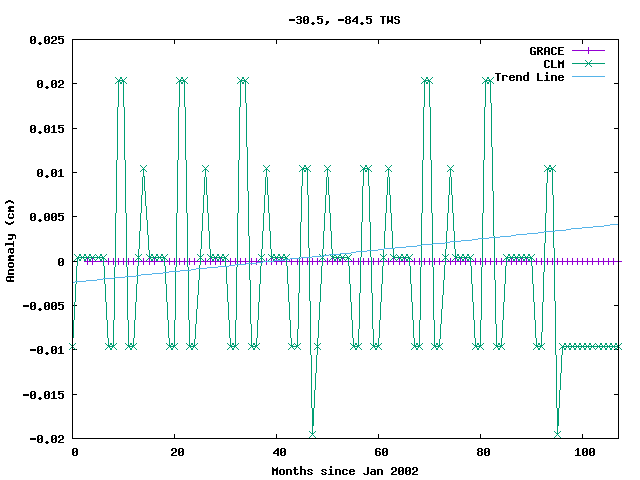 -30.5, -84.5 TWS
GRACE
CLM
Trend Line
0.025
0.02
0.015
0.01
0.005
0
-0.005
-0.01
-0.015
-0.02
Anomaly (cm)
0 20 40 60 80 100
Months since Jan 2002